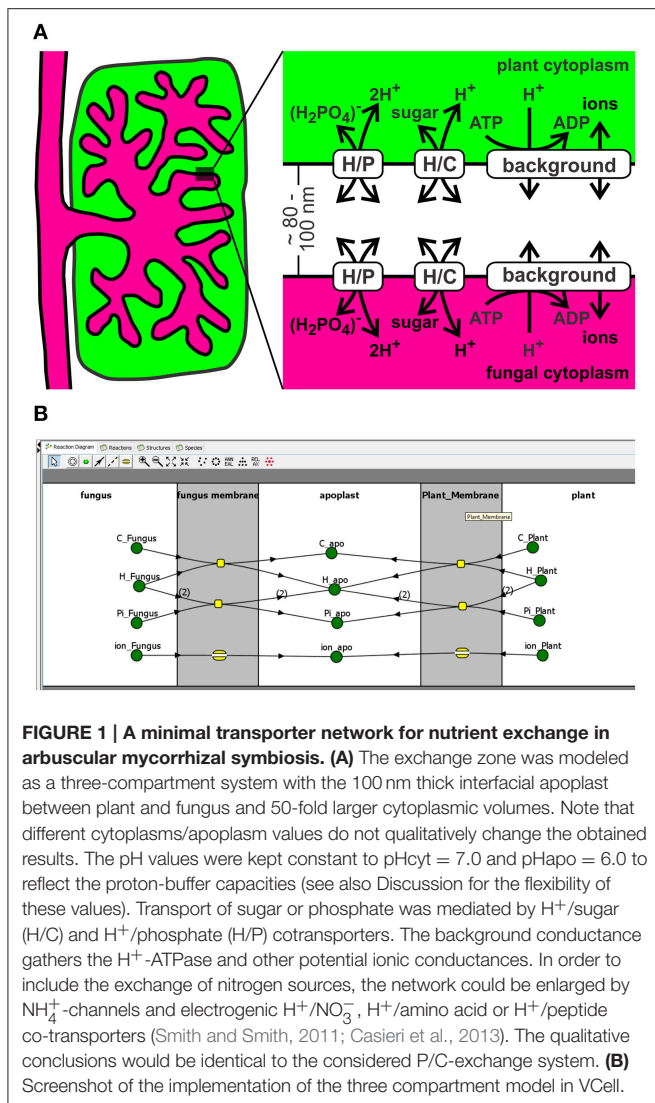 A
plant cytoplasm
(H2PO4)-
2H+
sugar
H+
ATP
H+
ADP
ions
H/P
H/C
background
~ 80 -
100 nm
H/P
H/C
background
(H2PO4)-
2H+
sugar
H+
ATP
H+
ADP
ions
fungal cytoplasm
B
Reaction Diagram Reactions Structures Species
ANN EAL
REL AX
fungus fungus membrane apoplast Plant_Membrane plant
Plant_Membrane
C_Fungus C_apo C_Plant
H_Fungus H_apo H_Plant
(2) (2) (2) (2)
Pi_Fungus Pi_apo Pi_Plant
ion_Fungus ion_apo ion_Plant
FIGURE 1 | A minimal transporter network for nutrient exchange in
arbuscular mycorrhizal symbiosis. (A) The exchange zone was modeled
as a three-compartment system with the 100 nm thick interfacial apoplast
between plant and fungus and 50-fold larger cytoplasmic volumes. Note that
different cytoplasms/apoplasm values do not qualitatively change the obtained
results. The pH values were kept constant to pHcyt = 7.0 and pHapo = 6.0 to
reflect the proton-buffer capacities (see also Discussion for the flexibility of
these values). Transport of sugar or phosphate was mediated by H+/sugar
(H/C) and H+/phosphate (H/P) cotransporters. The background conductance
gathers the H+-ATPase and other potential ionic conductances. In order to
include the exchange of nitrogen sources, the network could be enlarged by
NH4+-channels and electrogenic H+/NO3−, H+/amino acid or H+/peptide
co-transporters (Smith and Smith, 2011; Casieri et al., 2013). The qualitative
conclusions would be identical to the considered P/C-exchange system. (B)
Screenshot of the implementation of the three compartment model in VCell.